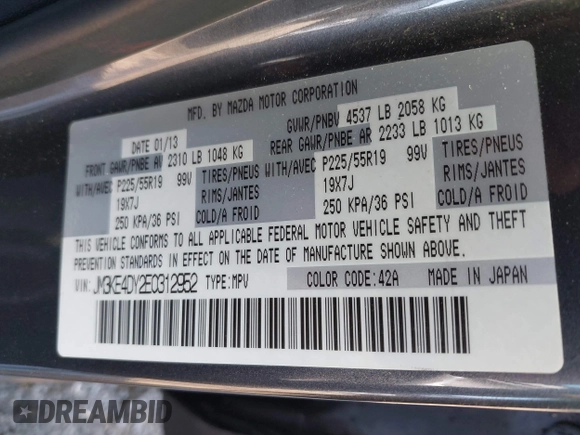 MFD. BY MAZDA MOTOR CORPORATION
DATE 01/13
GVWR/PNBV 4537 LB 2058 KG
FRONT GAWR/PNBE AV 2310 LB 1048 KG
REAR GAWR/PNBE AR 2233 LB 1013 KG
WITH/AVEC P225/55R19 99V TIRES/PNEUS
19X7J RIMS/JANTES
250 KPA/36 PSI COLD/A FROID
WITH/AVEC P225/55R19 99V TIRES/PNEUS
19X7J RIMS/JANTES
250 KPA/36 PSI COLD/A FROID
THIS VEHICLE CONFORMS TO ALL APPLICABLE FEDERAL MOTOR VEHICLE SAFETY AND THEFT
PREVENTION STANDARDS IN EFFECT ON THE DATE OF MANUFACTURE SHOWN ABOVE.
VIN: JM3KE4DY2E0312952 TYPE:MPV COLOR CODE:42A MADE IN JAPAN
DREAMBID